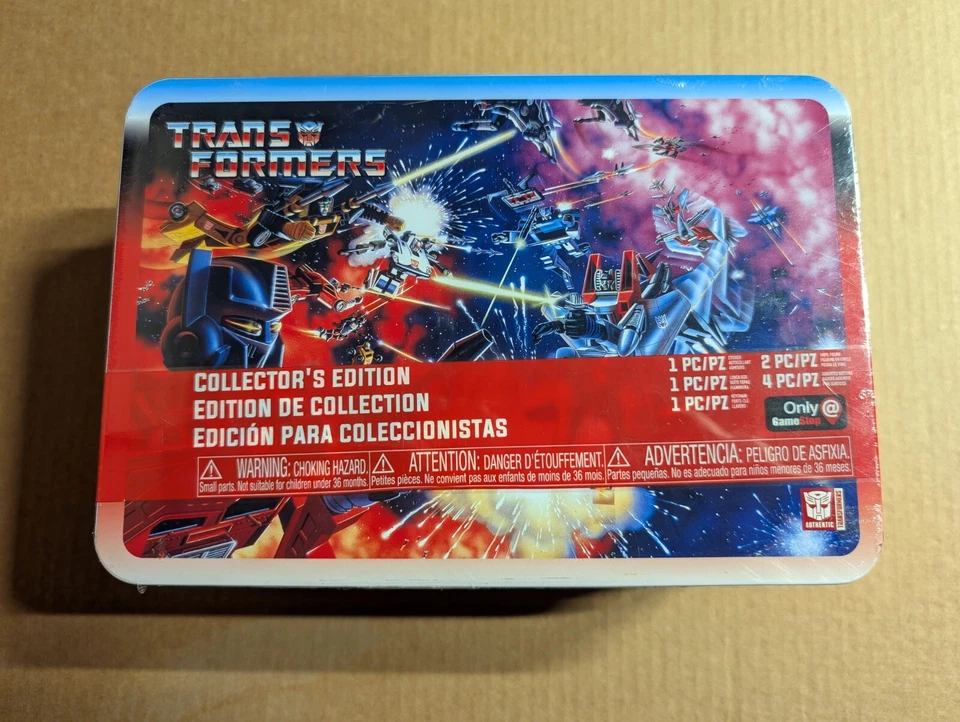 TRANS
FORMERS
COLLECTOR'S EDITION
EDITION DE COLLECTION
EDICIÓN PARA COLECCIONISTAS
1 PC/PZ
2 PC/PZ
1 PC/PZ
4 PC/PZ
1 PC/PZ
Only @
GameStop
WARNING: CHOKING HAZARD.
Small parts. Not suitable for children under 36 months.
ATTENTION: DANGER D'ÉTOUFFEMENT.
Petites pièces. Ne convient pas aux enfants de moins de 36 mois.
ADVERTENCIA: PELIGRO DE ASFIXIA.
Partes pequeñas. No es adecuado para niños menores de 36 meses.
AUTHENTIC
TRANSFORMERS